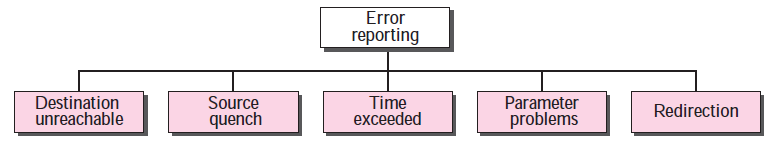 Error
reporting
Destination
unreachable
Source
quench
Time
exceeded
Parameter
problems
Redirection